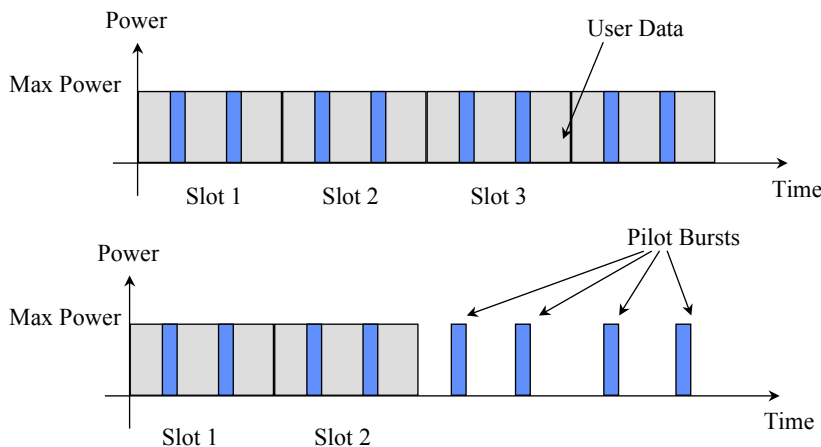 Power
User Data
Max Power
Slot 1 Slot 2 Slot 3
Time
Power
Pilot Bursts
Max Power
Time
Slot 1 Slot 2